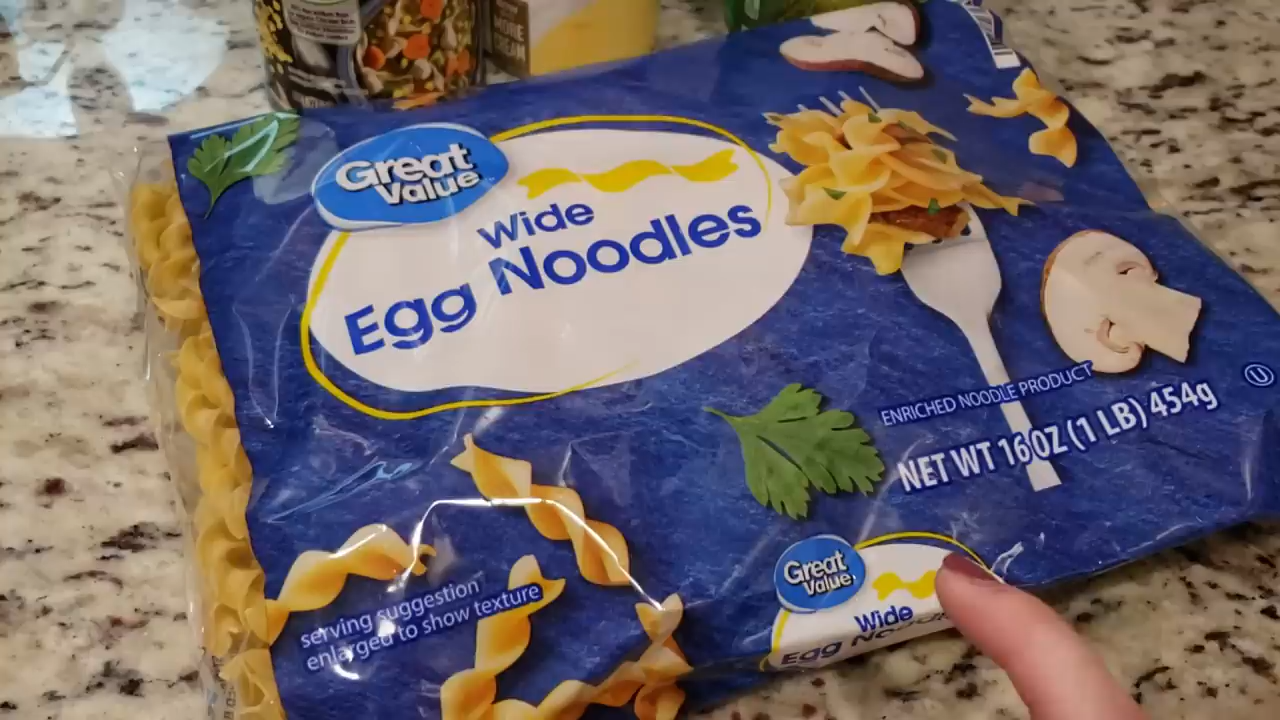 Great
Value
Wide
Egg Noodles
ENRICHED NOODLE PRODUCT
NET WT 16 OZ (1 LB) 454g
U
serving suggestion
enlarged to show texture
Great
Value
Wide
Egg